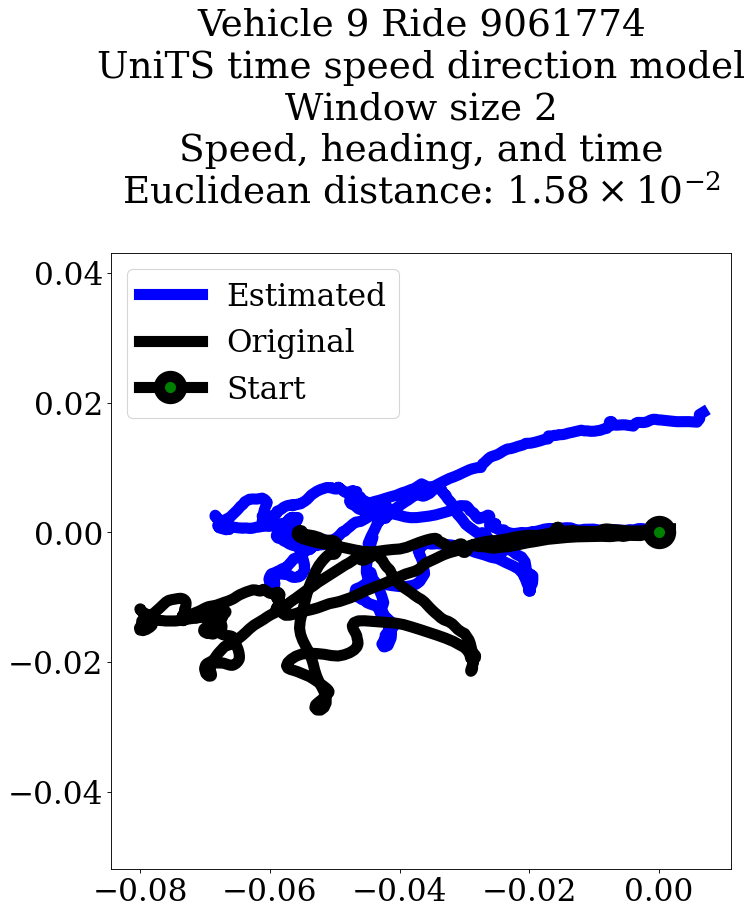 Vehicle 9 Ride 9061774
UniTS time speed direction model
Window size 2
Speed, heading, and time
Euclidean distance: 1.58 × 10⁻²
0.04
0.02
0.00
−0.02
−0.04
Estimated
Original
Start
−0.08 −0.06 −0.04 −0.02 0.00